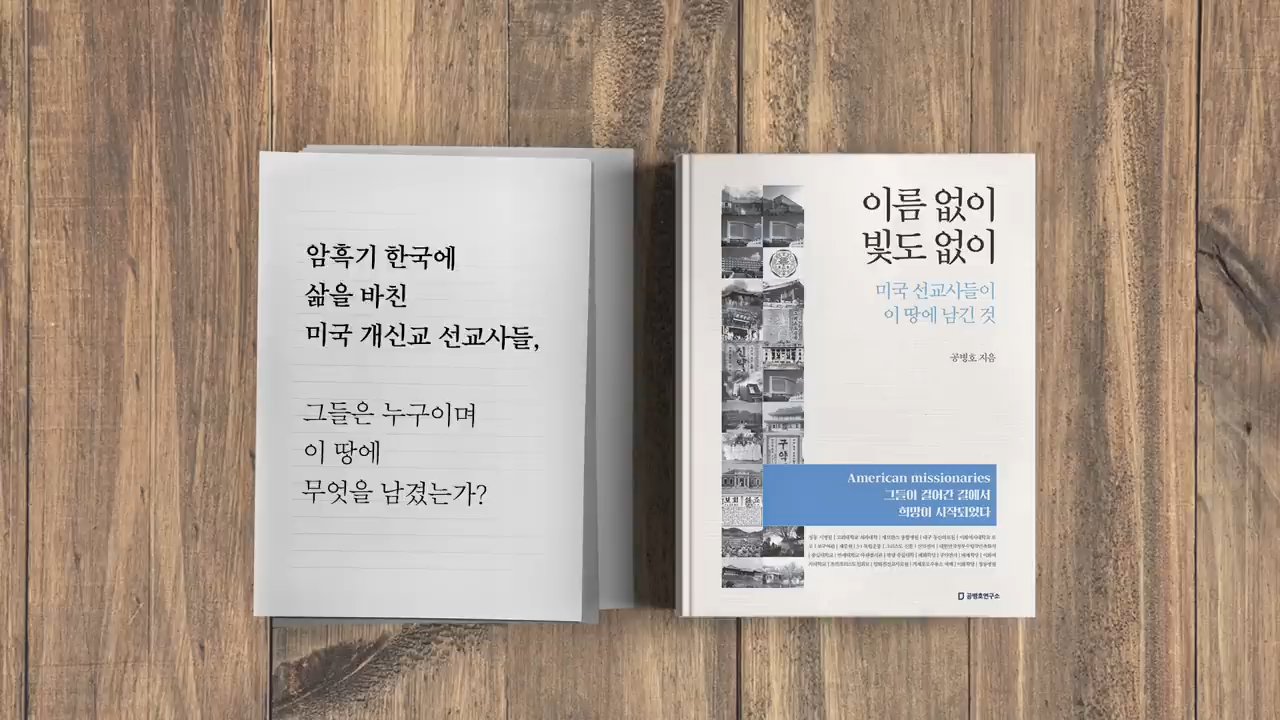 암흑기 한국에
삶을 바친
미국 개신교 선교사들,
그들은 누구이며
이 땅에
무엇을 남겼는가?
이름 없이
빛도 없이
미국 선교사들이
이 땅에 남긴 것
공병호 지음
구약
American missionaries
그들이 걸어간 길에서
희망이 시작되었다
공병호연구소